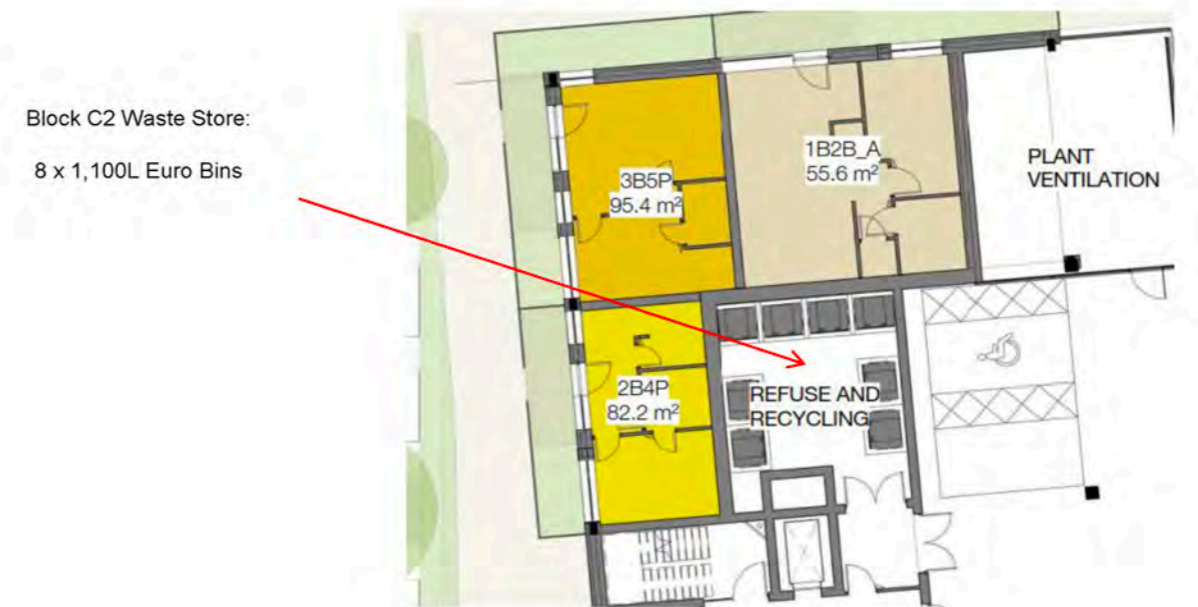 Block C2 Waste Store:
8 x 1,100L Euro Bins
3B5P
95.4 m²
1B2B_A
55.6 m²
PLANT
VENTILATION
2B4P
82.2 m²
REFUSE AND
RECYCLING